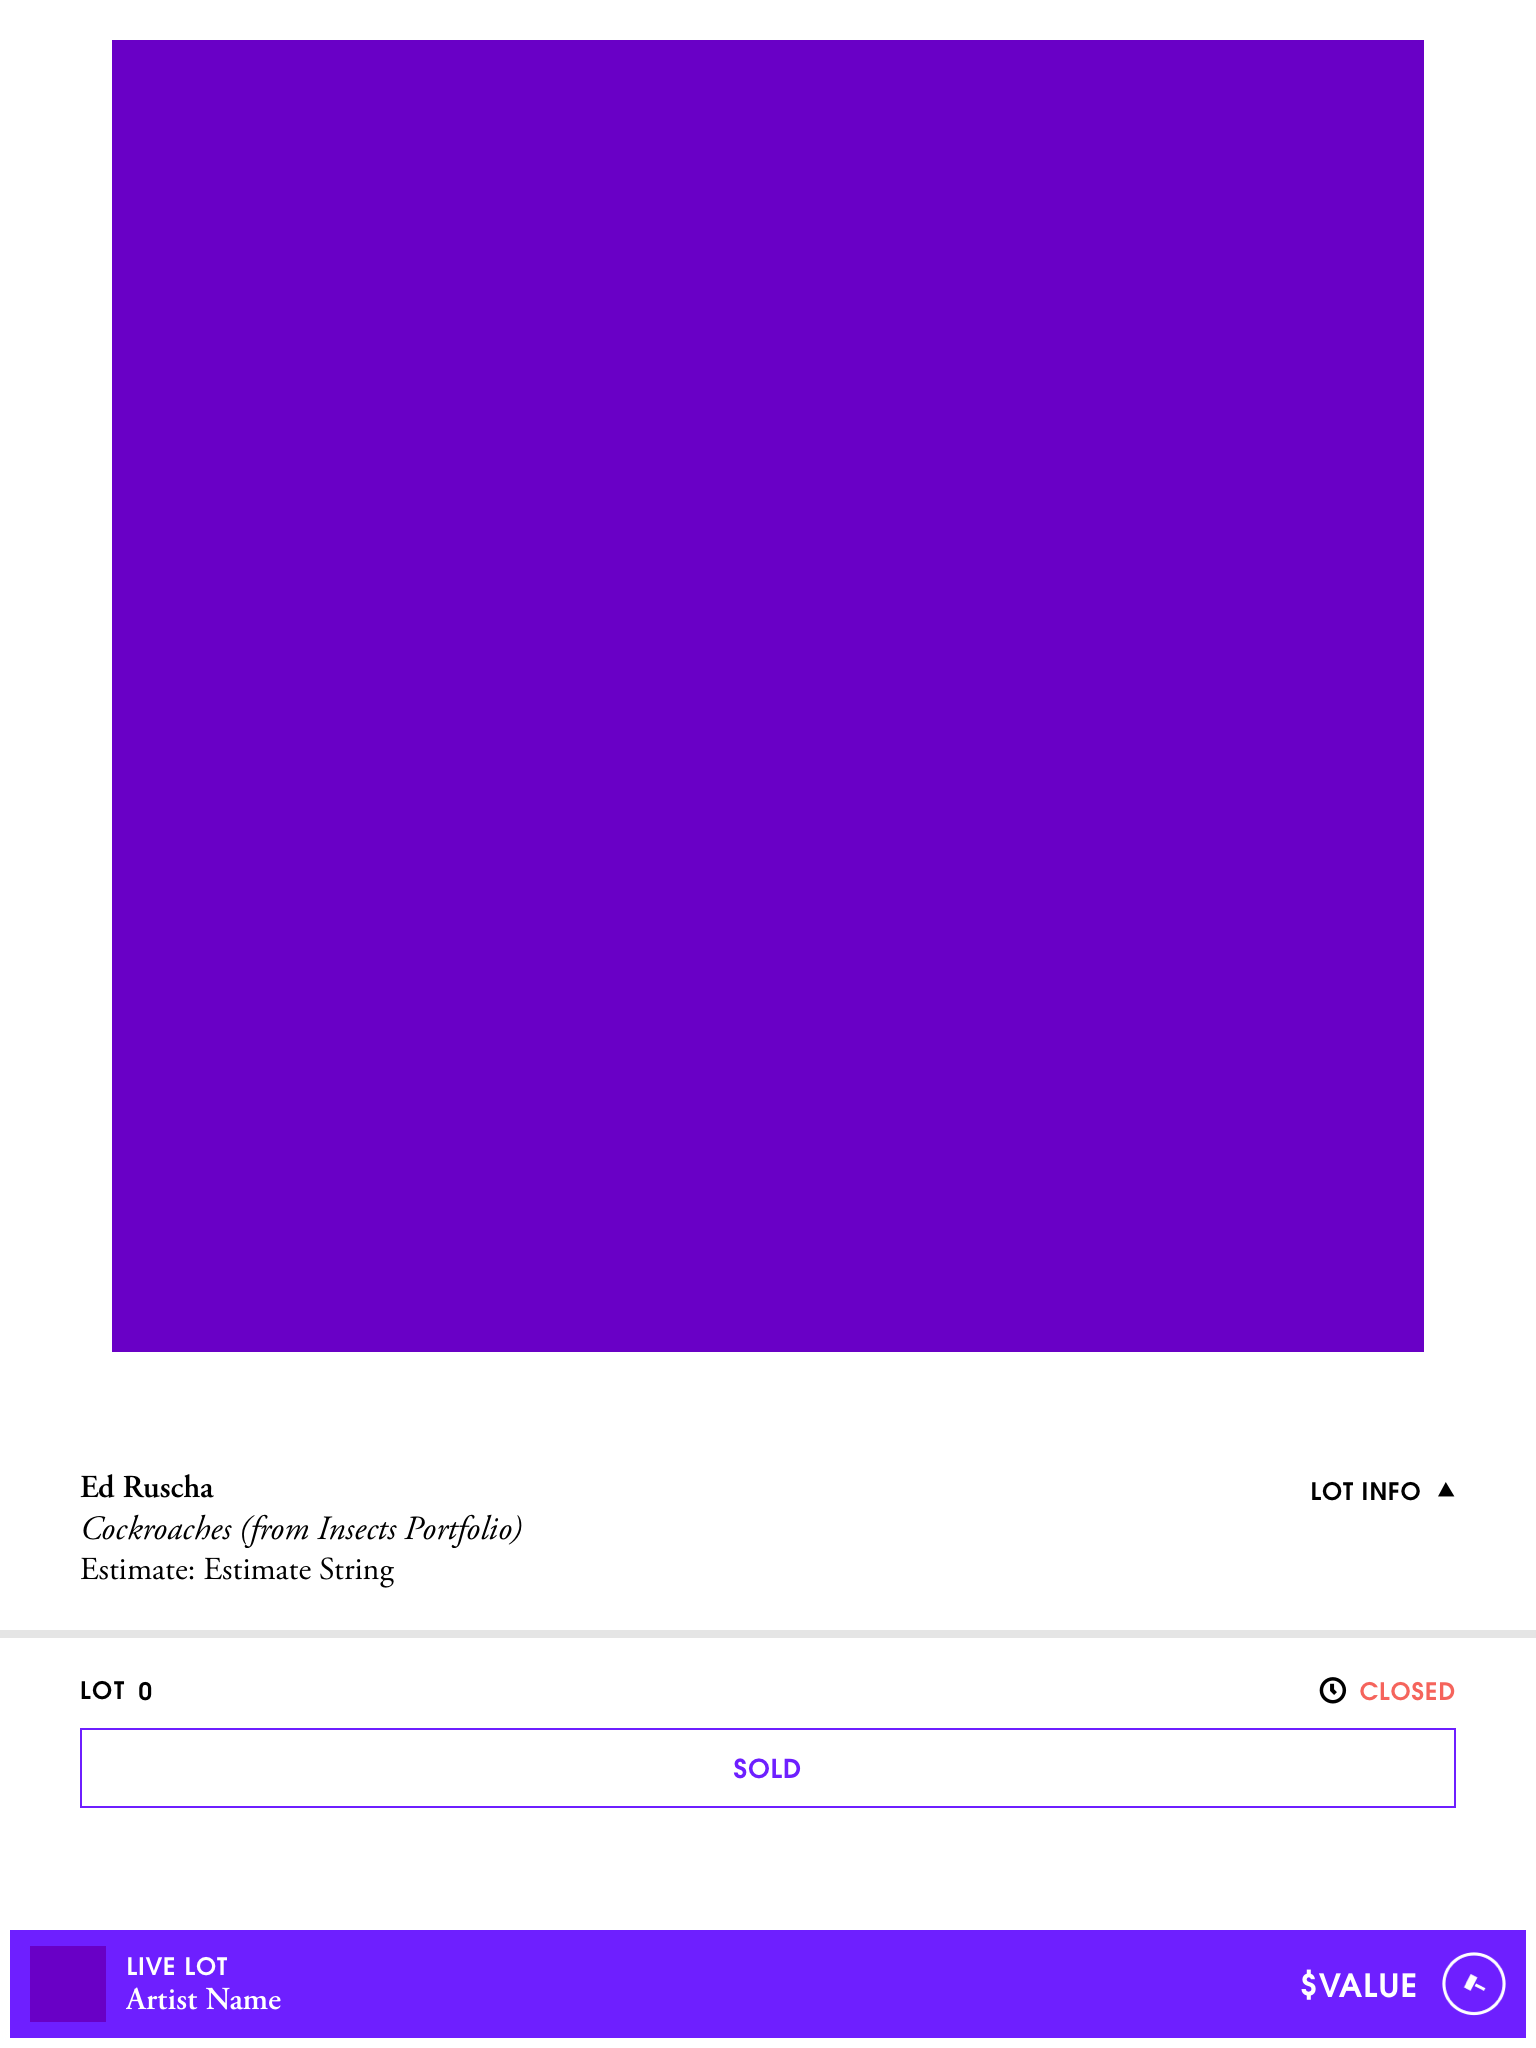 Ed Ruscha
LOT INFO
Cockroaches (from Insects Portfolio)
Estimate: Estimate String
LOT 0
CLOSED
SOLD
LIVE LOT
Artist Name
$VALUE